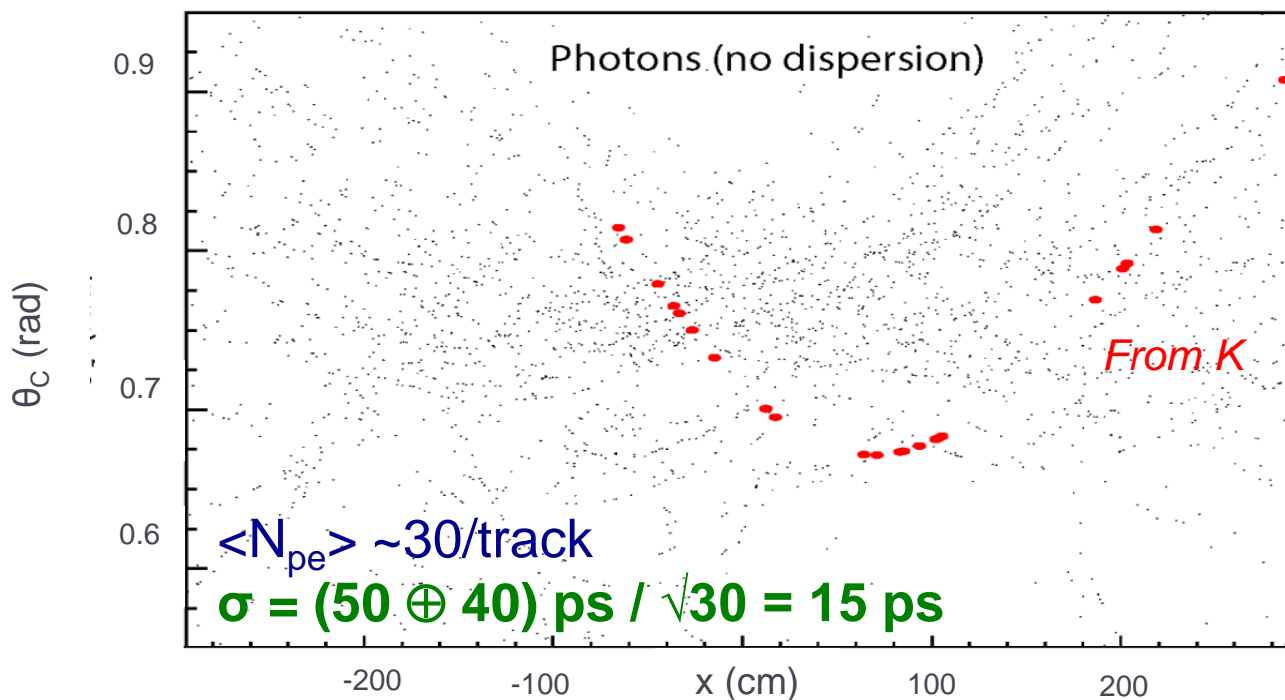 Photons (no dispersion)
0.9
0.8
0.7
0.6
θC (rad)
From K
<Npe> ~30/track
σ = (50 ⊕ 40) ps / √30 = 15 ps
-200
-100
x (cm)
100
200